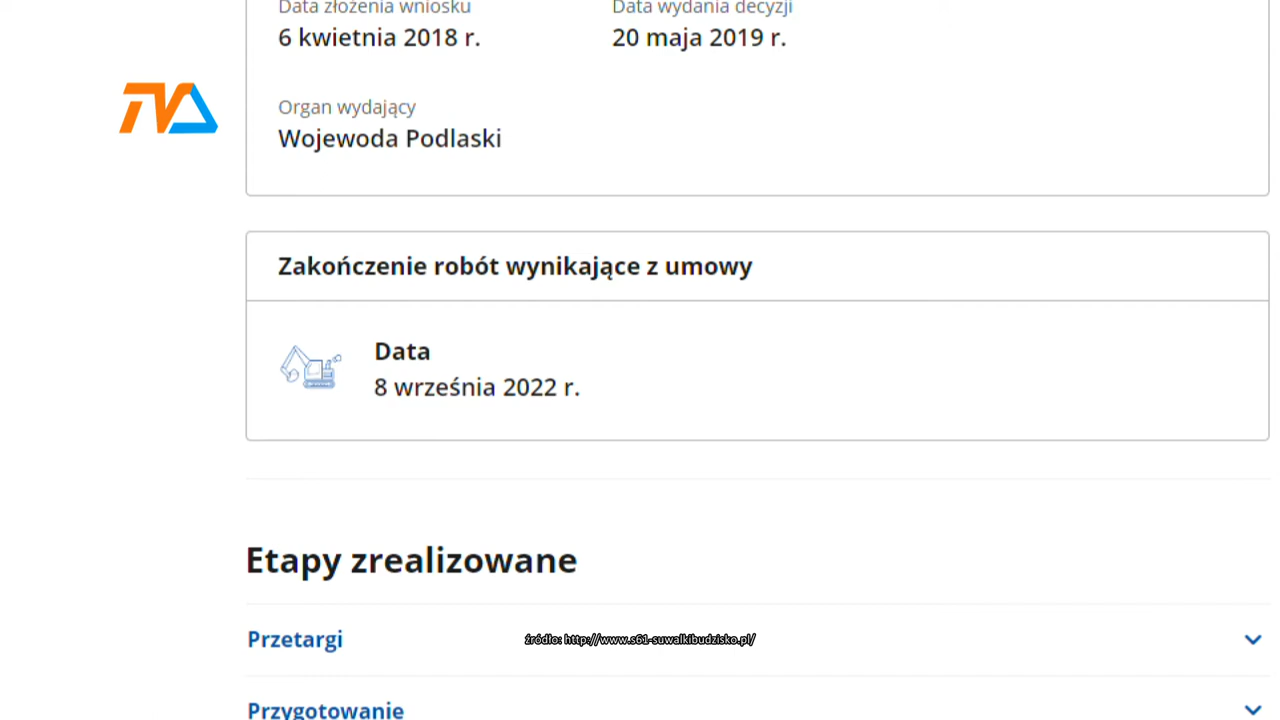 Data złożenia wniosku
Data wydania decyzji
6 kwietnia 2018 r.
20 maja 2019 r.
TVA
Organ wydający
Wojewoda Podlaski
Zakończenie robót wynikające z umowy
Data
8 września 2022 r.
Etapy zrealizowane
Przetargi
źródło: http://www.s61-suwalkibudzisko.pl/
Przygotowanie